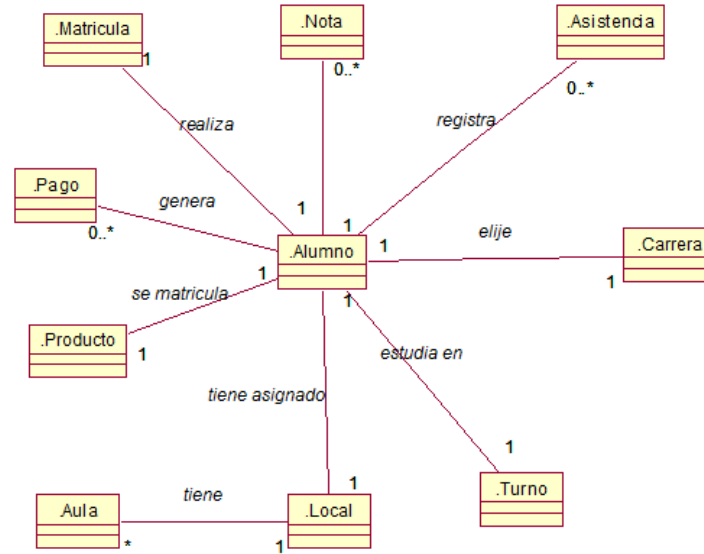 .Matricula
.Nota
.Asistencia
1
0..*
0..*
realiza
registra
.Pago
genera
1
1
0..*
.Alumno
1
elije
.Carrera
1
1
1
se matricula
.Producto
1
estudia en
tiene asignado
1
1
.Turno
tiene
.Aula
.Local
*
1